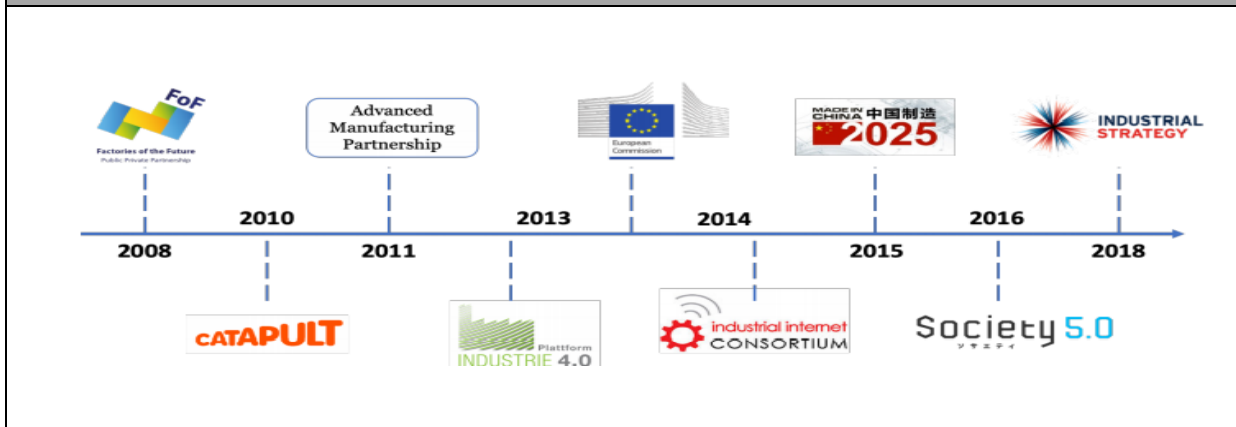 FoF
Factories of the Future
Public Private Partnership
Advanced
Manufacturing
Partnership
European
Commission
MADE IN
CHINA 中国制造
2025
INDUSTRIAL
STRATEGY
2010
2013
2014
2016
2008
2011
2015
2018
CATAPULT
Plattform
INDUSTRIE 4.0
industrial internet
CONSORTIUM
Society 5.0
ソサエティ